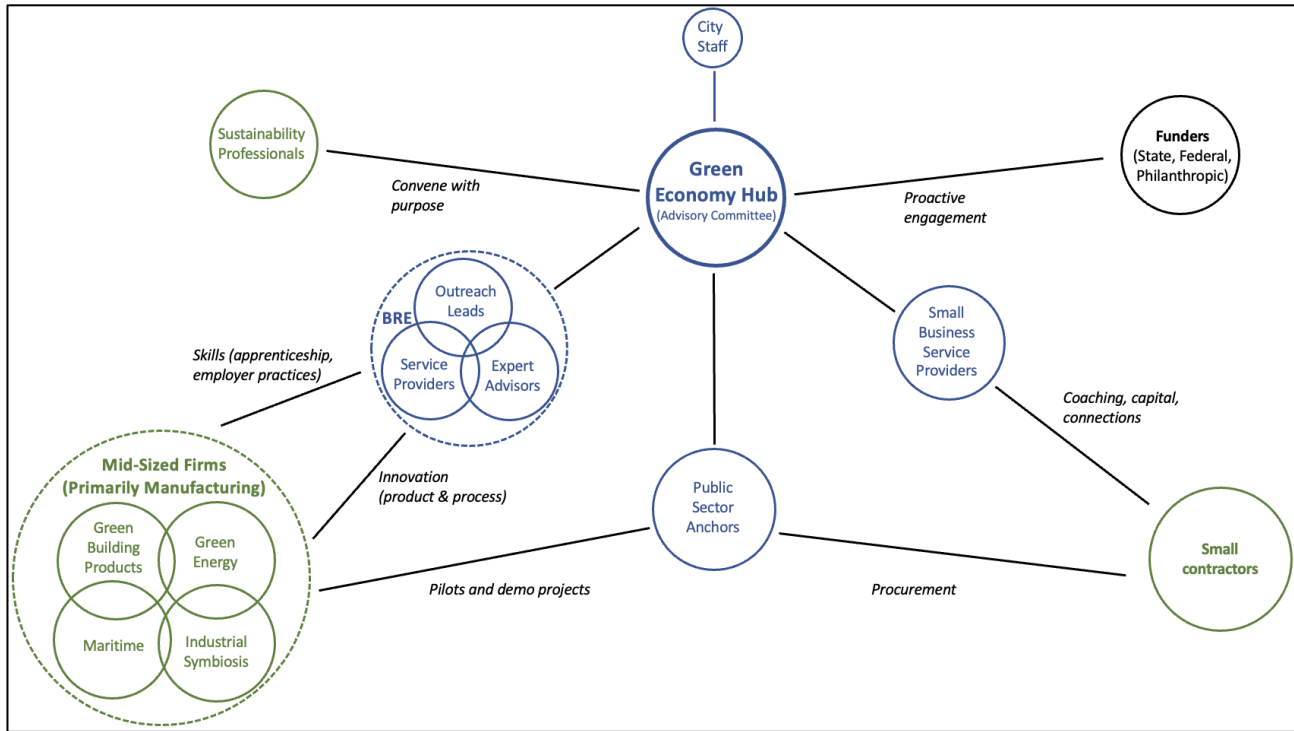 City
Staff
Sustainability
Professionals
Convene with
purpose
Green
Economy Hub
(Advisory Committee)
Proactive
engagement
Funders
(State, Federal,
Philanthropic)
BRE
Outreach
Leads
Service
Providers
Expert
Advisors
Small
Business
Service
Providers
Skills (apprenticeship,
employer practices)
Coaching, capital,
connections
Innovation
(product & process)
Mid-Sized Firms
(Primarily Manufacturing)
Green
Building
Products
Green
Energy
Maritime
Industrial
Symbiosis
Public
Sector
Anchors
Pilots and demo projects
Procurement
Small
contractors